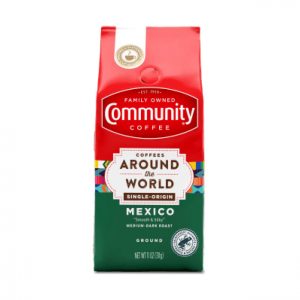 EST. 1919
FAMILY OWNED
Community
COFFEE
COFFEES
AROUND
the
WORLD
SINGLE-ORIGIN
MEXICO
"Smooth & Silky"
MEDIUM-DARK ROAST
GROUND
NET WT 11 OZ (311g)